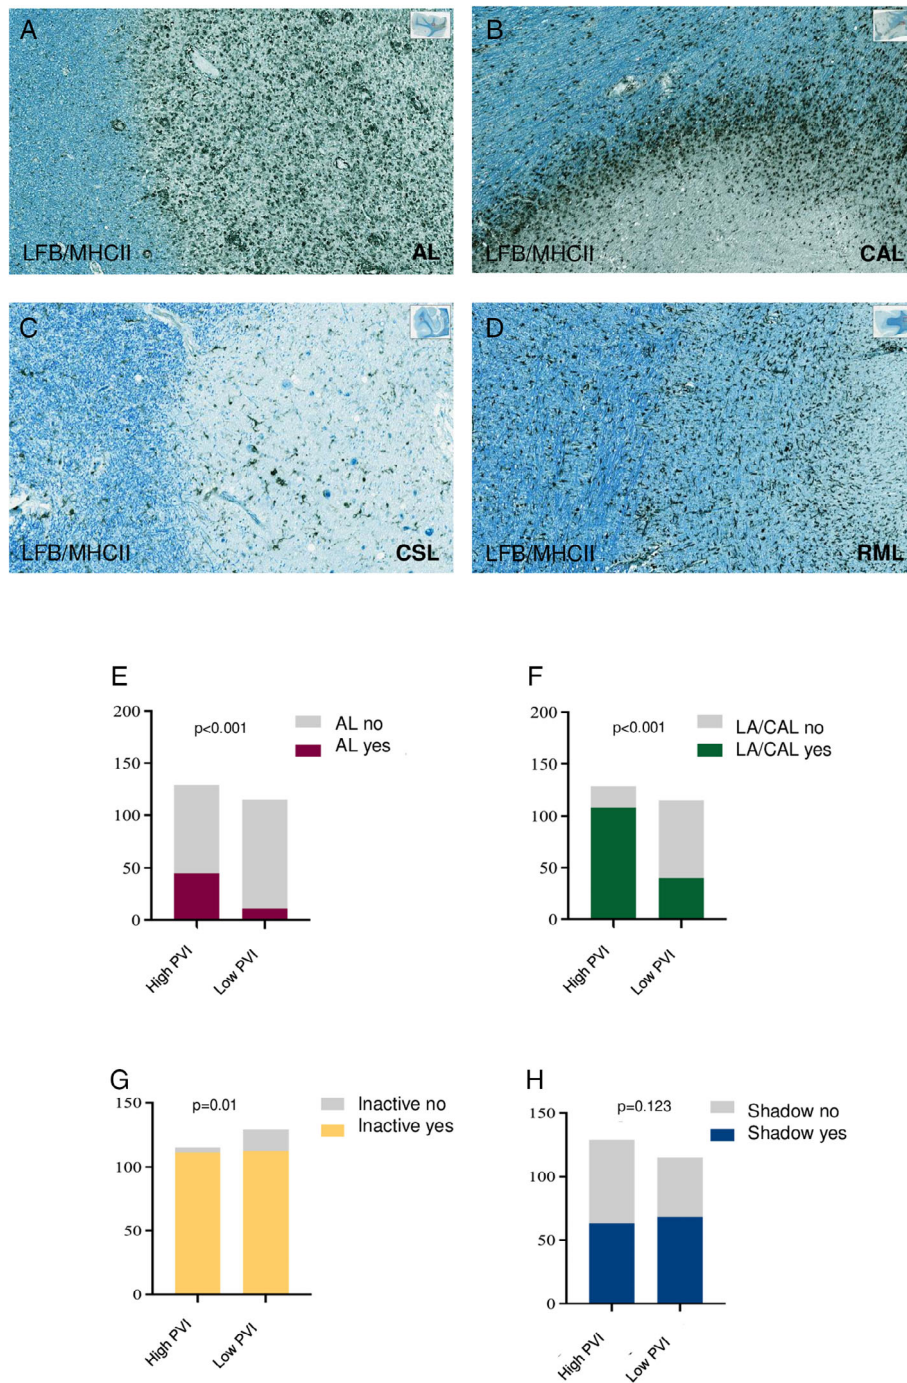 A
LFB/MHCII
AL
B
LFB/MHCII
CAL
C
LFB/MHCII
CSL
D
LFB/MHCII
RML
E
p<0.001
AL no
AL yes
200
150
100
50
0
High PVI
Low PVI
F
p<0.001
LA/CAL no
LA/CAL yes
200
150
100
50
0
High PVI
Low PVI
G
p=0.01
Inactive no
Inactive yes
150
100
50
0
High PVI
Low PVI
H
p=0.123
Shadow no
Shadow yes
150
100
50
0
High PVI
Low PVI